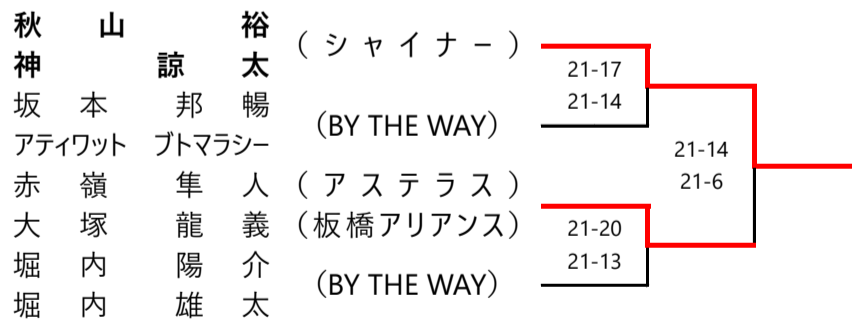 秋山 裕
神 諒太
(シャイナー)
坂本 邦暢
アティワット ブトマラシー
(BY THE WAY)
赤嶺 隼人 (アステラス)
大塚 龍義 (板橋アリアンス)
堀内 陽介
堀内 雄太
(BY THE WAY)
21-17
21-14
21-20
21-13
21-14
21-6